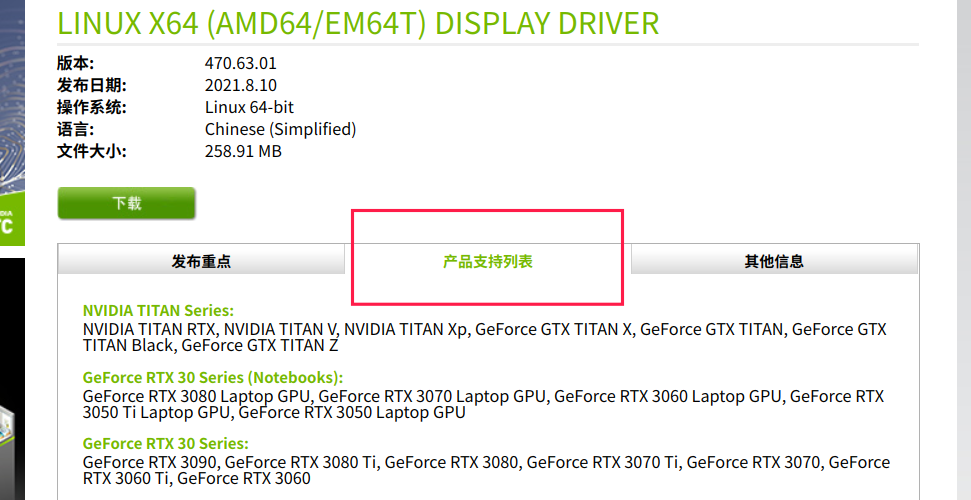 LINUX X64 (AMD64/EM64T) DISPLAY DRIVER
版本: 470.63.01
发布日期: 2021.8.10
操作系统: Linux 64-bit
语言: Chinese (Simplified)
文件大小: 258.91 MB
下载
发布重点 产品支持列表 其他信息
NVIDIA TITAN Series:
NVIDIA TITAN RTX, NVIDIA TITAN V, NVIDIA TITAN Xp, GeForce GTX TITAN X, GeForce GTX TITAN, GeForce GTX
TITAN Black, GeForce GTX TITAN Z
GeForce RTX 30 Series (Notebooks):
GeForce RTX 3080 Laptop GPU, GeForce RTX 3070 Laptop GPU, GeForce RTX 3060 Laptop GPU, GeForce RTX
3050 Ti Laptop GPU, GeForce RTX 3050 Laptop GPU
GeForce RTX 30 Series:
GeForce RTX 3090, GeForce RTX 3080 Ti, GeForce RTX 3080, GeForce RTX 3070 Ti, GeForce RTX 3070, GeForce
RTX 3060 Ti, GeForce RTX 3060